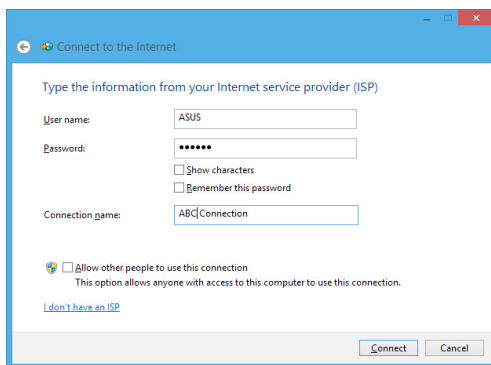 Connect to the Internet
Type the information from your Internet service provider (ISP)
User name:
ASUS
Password:
••••••
Show characters
Remember this password
Connection name:
ABC Connection
Allow other people to use this connection
This option allows anyone with access to this computer to use this connection.
I don't have an ISP
Connect
Cancel